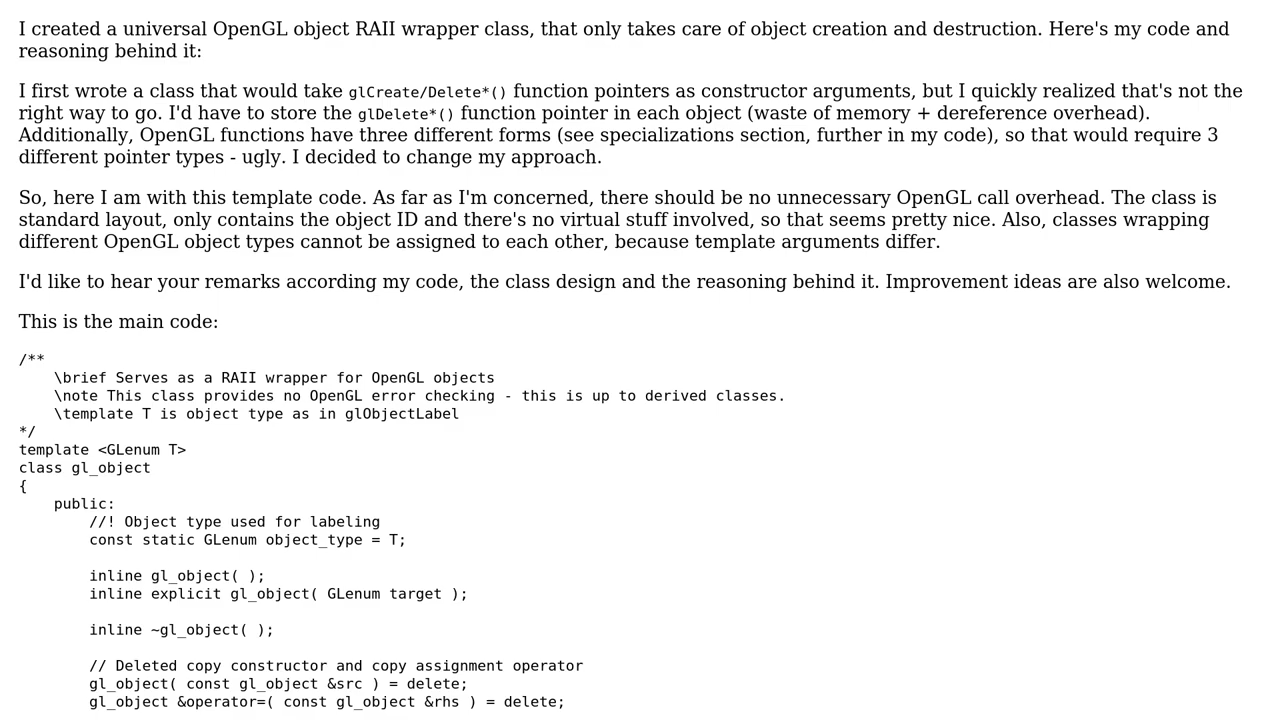 I created a universal OpenGL object RAII wrapper class, that only takes care of object creation and destruction. Here's my code and
reasoning behind it:
I first wrote a class that would take glCreate/Delete*() function pointers as constructor arguments, but I quickly realized that's not the
right way to go. I'd have to store the glDelete*() function pointer in each object (waste of memory + dereference overhead).
Additionally, OpenGL functions have three different forms (see specializations section, further in my code), so that would require 3
different pointer types - ugly. I decided to change my approach.
So, here I am with this template code. As far as I'm concerned, there should be no unnecessary OpenGL call overhead. The class is
standard layout, only contains the object ID and there's no virtual stuff involved, so that seems pretty nice. Also, classes wrapping
different OpenGL object types cannot be assigned to each other, because template arguments differ.
I'd like to hear your remarks according my code, the class design and the reasoning behind it. Improvement ideas are also welcome.
This is the main code:
/**
    \brief Serves as a RAII wrapper for OpenGL objects
    \note This class provides no OpenGL error checking - this is up to derived classes.
    \template T is object type as in glObjectLabel
*/
template <GLenum T>
class gl_object
{
    public:
        //! Object type used for labeling
        const static GLenum object_type = T;
        inline gl_object( );
        inline explicit gl_object( GLenum target );
        inline ~gl_object( );
        // Deleted copy constructor and copy assignment operator
        gl_object( const gl_object &src ) = delete;
        gl_object &operator=( const gl_object &rhs ) = delete;